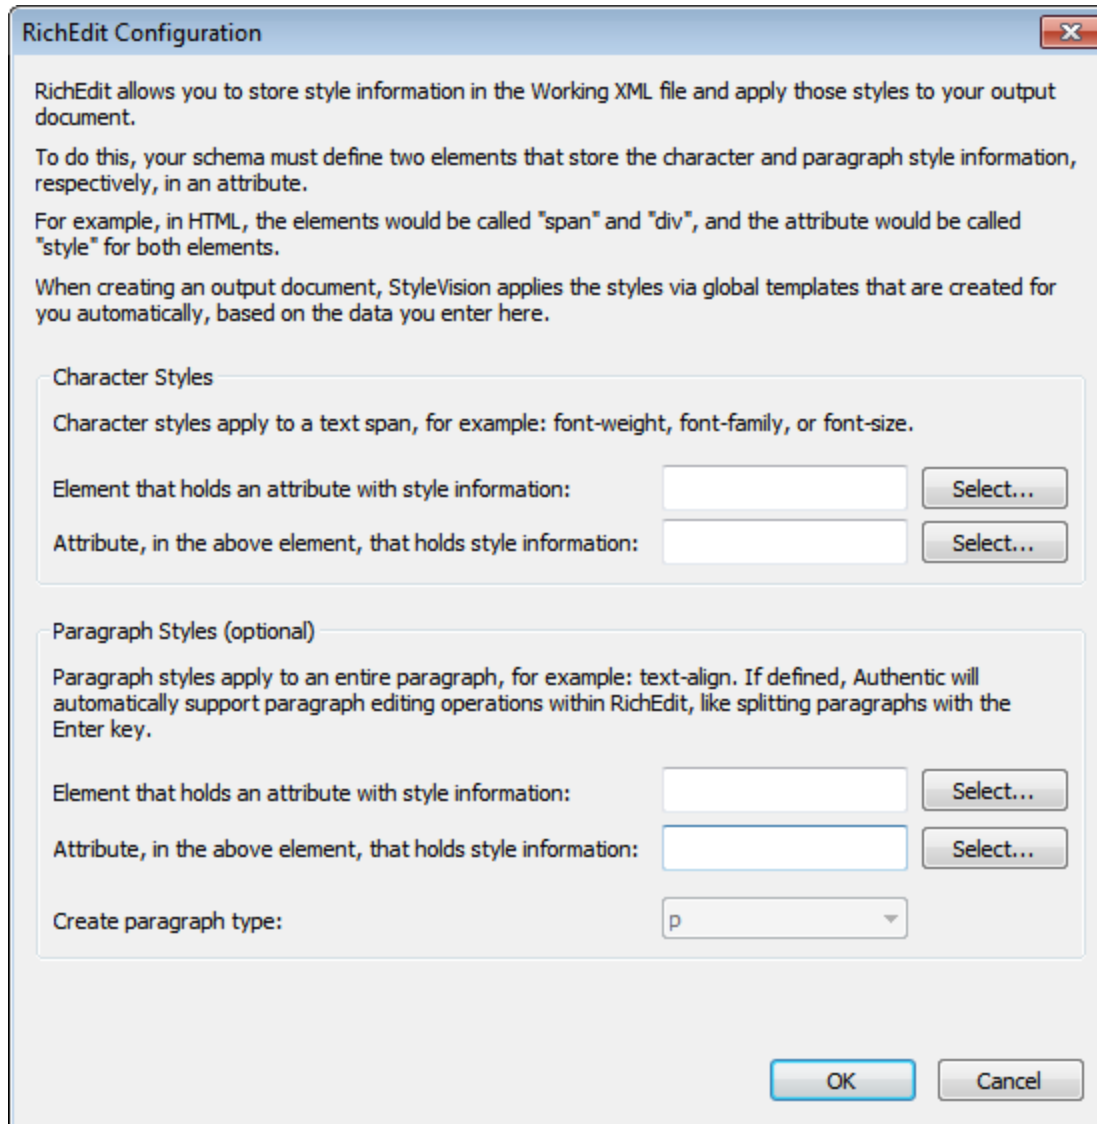 RichEdit Configuration
RichEdit allows you to store style information in the Working XML file and apply those styles to your output
document.
To do this, your schema must define two elements that store the character and paragraph style information,
respectively, in an attribute.
For example, in HTML, the elements would be called "span" and "div", and the attribute would be called
"style" for both elements.
When creating an output document, StyleVision applies the styles via global templates that are created for
you automatically, based on the data you enter here.
Character Styles
Character styles apply to a text span, for example: font-weight, font-family, or font-size.
Element that holds an attribute with style information: Select...
Attribute, in the above element, that holds style information: Select...
Paragraph Styles (optional)
Paragraph styles apply to an entire paragraph, for example: text-align. If defined, Authentic will
automatically support paragraph editing operations within RichEdit, like splitting paragraphs with the
Enter key.
Element that holds an attribute with style information: Select...
Attribute, in the above element, that holds style information: Select...
Create paragraph type: p
OK Cancel